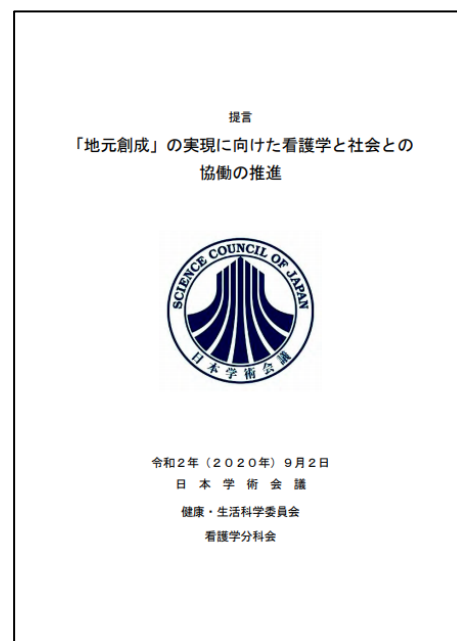 提言
「地元創成」の実現に向けた看護学と社会との
協働の推進
SCIENCE COUNCIL OF JAPAN
日本学術会議
令和２年（２０２０年）９月２日
日 本 学 術 会 議
健康・生活科学委員会
看護学分科会